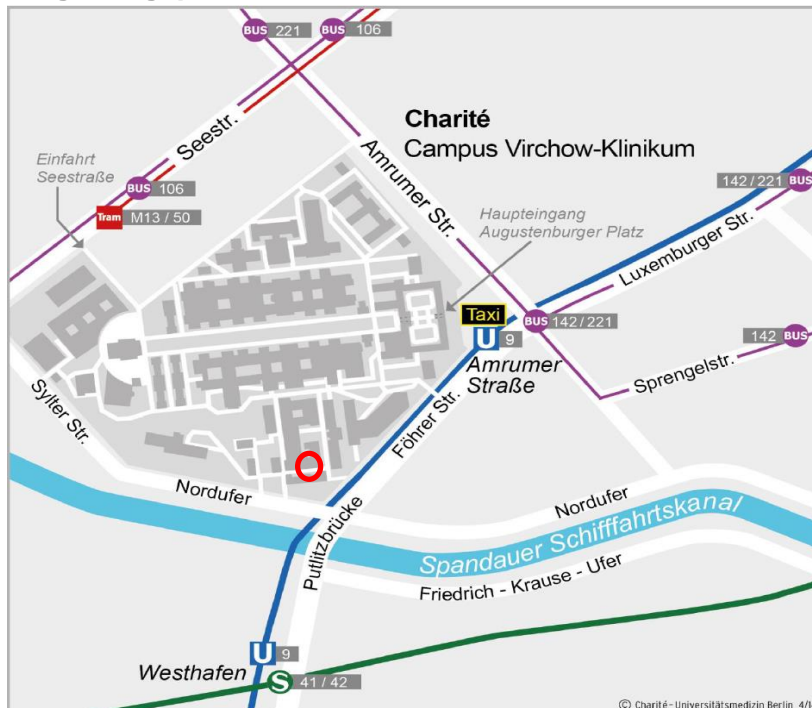 BUS 221
BUS 106
Seestr.
Charité
Campus Virchow-Klinikum
Amrumer Str.
Einfahrt
Seestraße
BUS 106
Tram M13 / 50
142 / 221 BUS
Haupteingang
Augustenburger Platz
Luxemburger Str.
Taxi
U 9
BUS 142 / 221
142 BUS
Amrumer
Straße
Sprengelstr.
Sylter Str.
Föhrer Str.
Nordufer
Nordufer
Putlitzbrücke
Spandauer Schifffahrtskanal
Friedrich - Krause - Ufer
U 9
Westhafen
S 41 / 42
© Charité - Universitätsmedizin Berlin